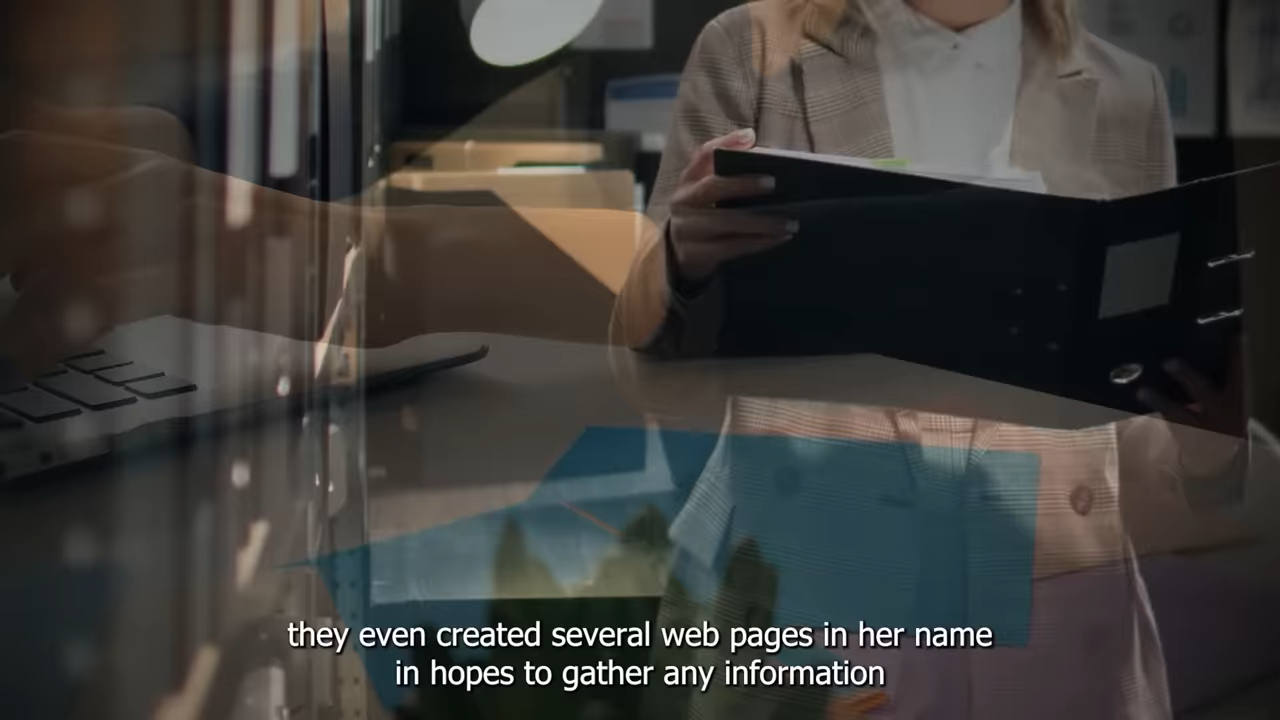 they even created several web pages in her name
in hopes to gather any information